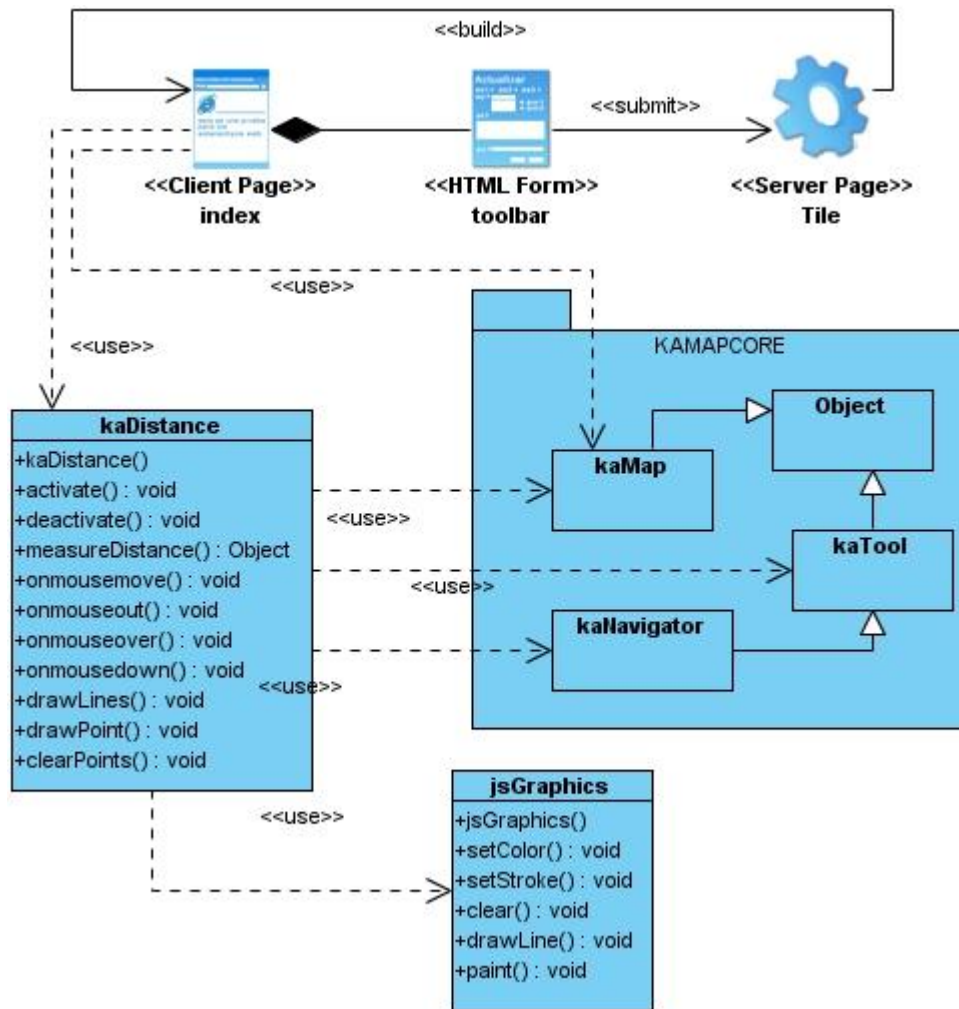 <<build>>
Actualizar
<<submit>>
<<Client Page>>
index
<<HTML Form>>
toolbar
<<Server Page>>
Tile
<<use>>
<<use>>
KAMAPCORE
Object
kaMap
kaTool
kaNavigator
kaDistance
+kaDistance()
+activate() : void
+deactivate() : void
+measureDistance() : Object
+onmousemove() : void
+onmouseout() : void
+onmouseover() : void
+onmousedown() : void
+drawLines() : void
+drawPoint() : void
+clearPoints() : void
<<use>>
<<use>>
<<use>>
<<use>>
jsGraphics
+jsGraphics()
+setColor() : void
+setStroke() : void
+clear() : void
+drawLine() : void
+paint() : void